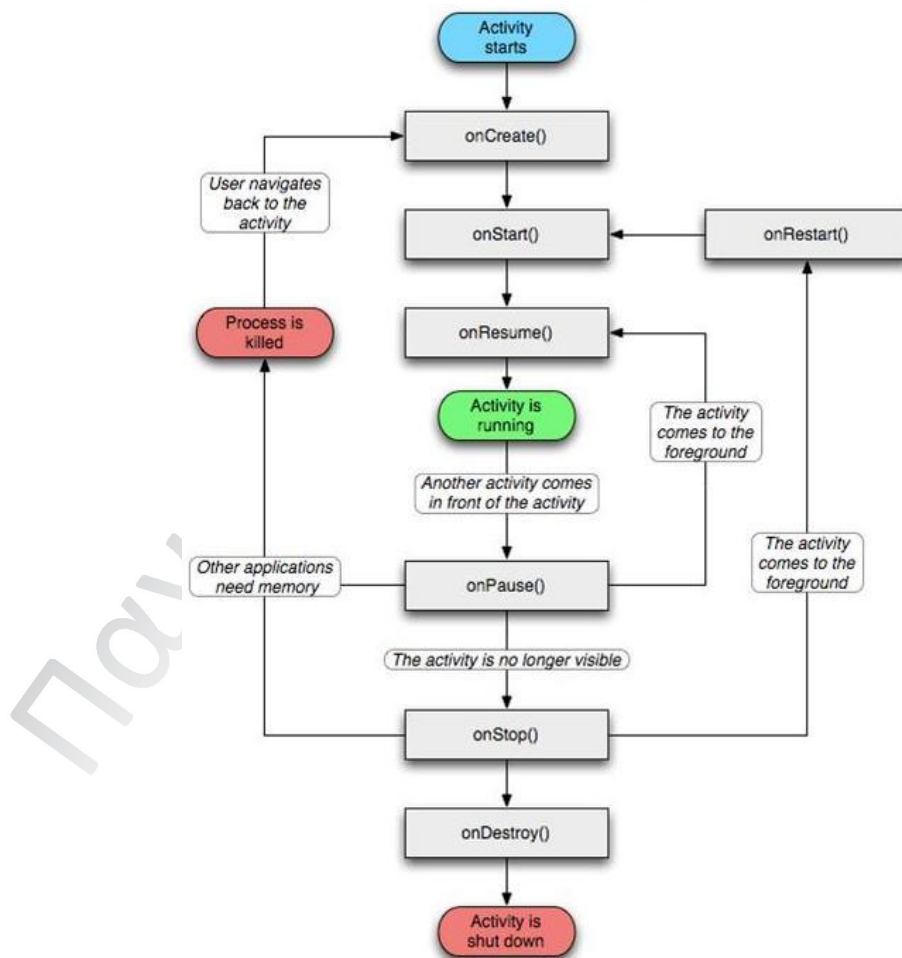 Activity
starts
onCreate()
User navigates
back to the
activity
onStart()
onRestart()
Process is
killed
onResume()
Activity is
running
The activity
comes to the
foreground
Another activity comes
in front of the activity
The activity
comes to the
foreground
Other applications
need memory
onPause()
The activity is no longer visible
onStop()
onDestroy()
Activity is
shut down